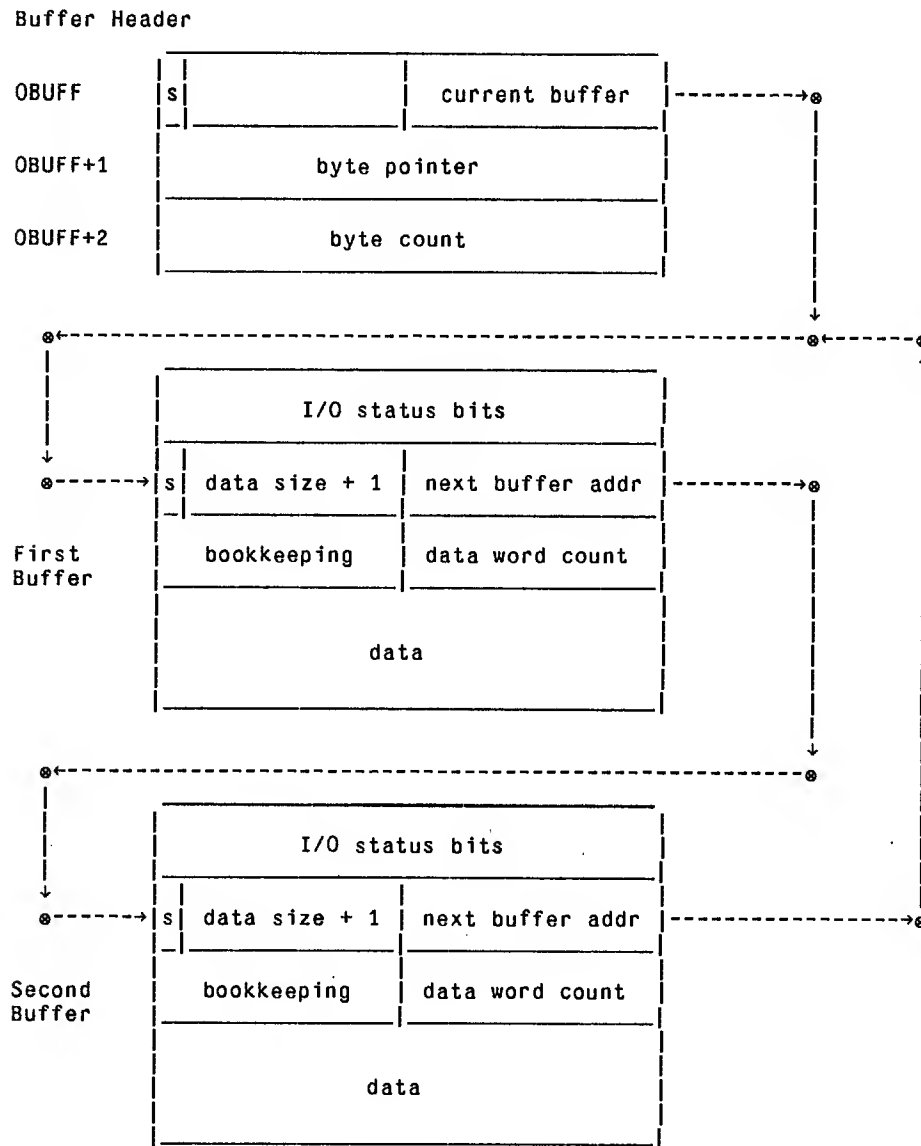 Buffer Header
OBUFF s current buffer
OBUFF+1 byte pointer
OBUFF+2 byte count
I/O status bits
s data size + 1 next buffer addr
First bookkeeping data word count
Buffer
data
I/O status bits
s data size + 1 next buffer addr
Second bookkeeping data word count
Buffer
data